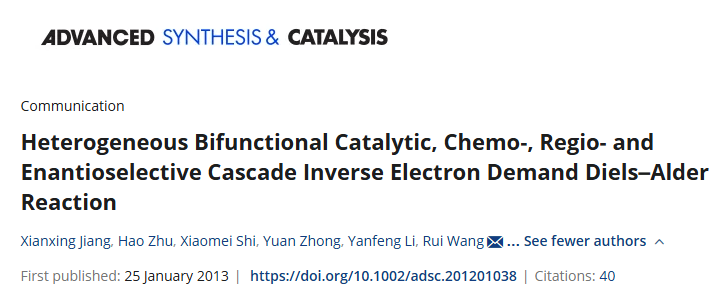 ADVANCED SYNTHESIS & CATALYSIS
Communication
Heterogeneous Bifunctional Catalytic, Chemo-, Regio- and
Enantioselective Cascade Inverse Electron Demand Diels–Alder
Reaction
Xianxing Jiang, Hao Zhu, Xiaomei Shi, Yuan Zhong, Yanfeng Li, Rui Wang ... See fewer authors
First published: 25 January 2013 | https://doi.org/10.1002/adsc.201201038 | Citations: 40